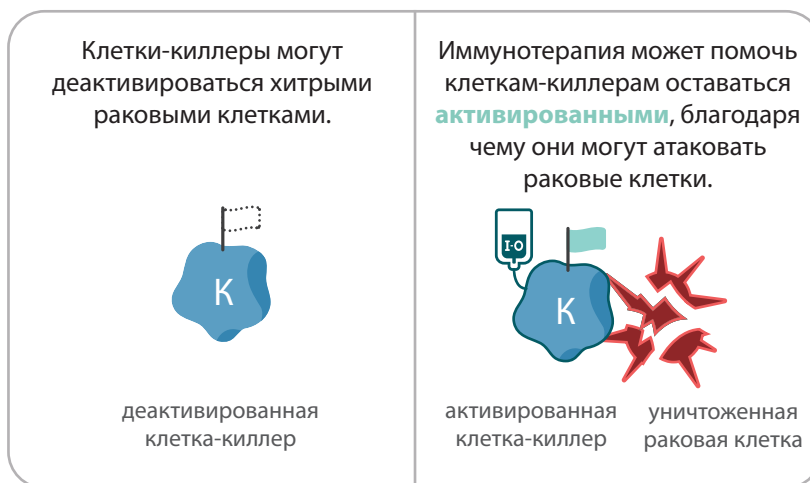 Клетки-киллеры могут
деактивироваться хитрыми
раковыми клетками.
К
деактивированная
клетка-киллер
Иммунотерапия может помочь
клеткам-киллерам оставаться
активированными, благодаря
чему они могут атаковать
раковые клетки.
I-O
К
активированная
клетка-киллер
уничтоженная
раковая клетка